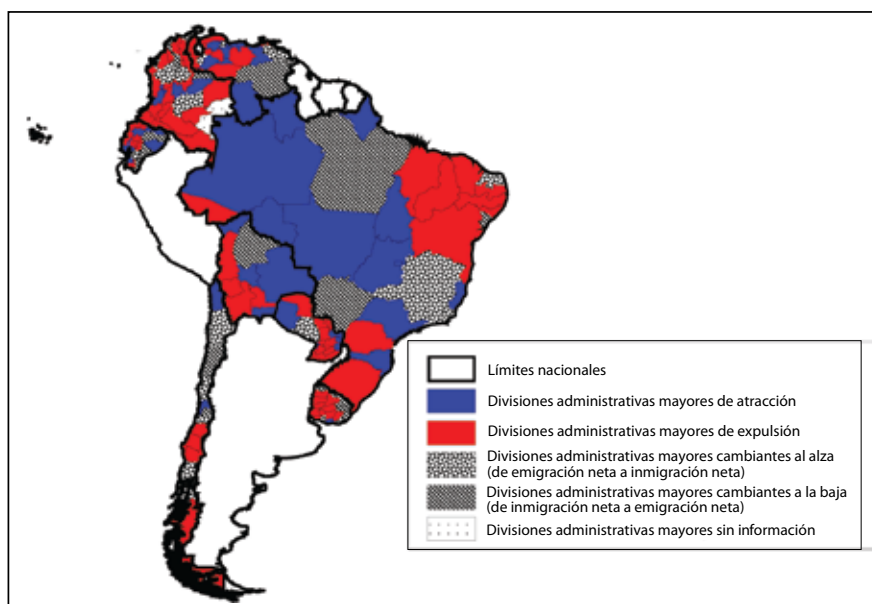 Límites nacionales
Divisiones administrativas mayores de atracción
Divisiones administrativas mayores de expulsión
Divisiones administrativas mayores cambiantes al alza
(de emigración neta a inmigración neta)
Divisiones administrativas mayores cambiantes a la baja
(de inmigración neta a emigración neta)
Divisiones administrativas mayores sin información